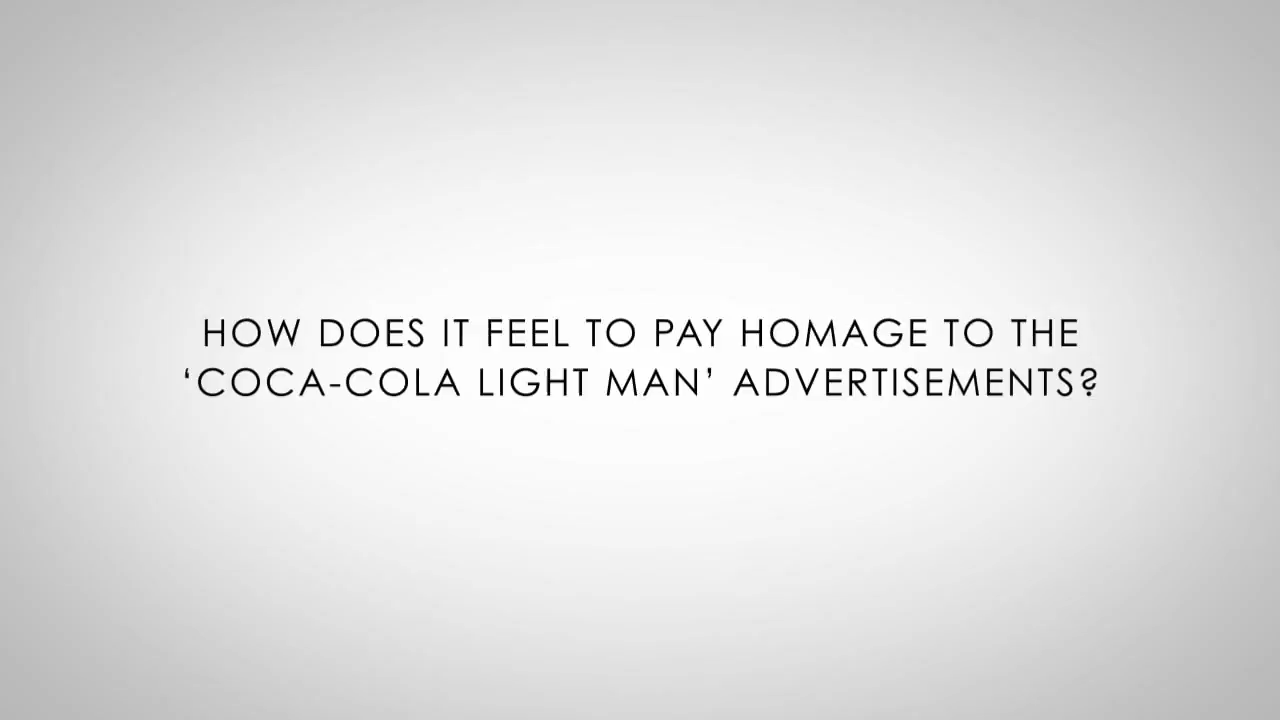 HOW DOES IT FEEL TO PAY HOMAGE TO THE
‘COCA-COLA LIGHT MAN’ ADVERTISEMENTS?